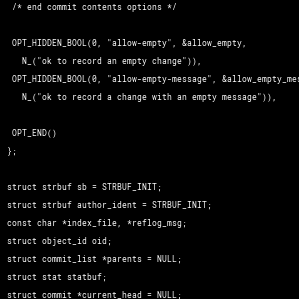 /* end commit contents options */
OPT_HIDDEN_BOOL(0, "allow-empty", &allow_empty,
N_("ok to record an empty change")),
OPT_HIDDEN_BOOL(0, "allow-empty-message", &allow_empty_mes
N_("ok to record a change with an empty message")),
OPT_END()
};
struct strbuf sb = STRBUF_INIT;
struct strbuf author_ident = STRBUF_INIT;
const char *index_file, *reflog_msg;
struct object_id oid;
struct commit_list *parents = NULL;
struct stat statbuf;
struct commit *current_head = NULL;